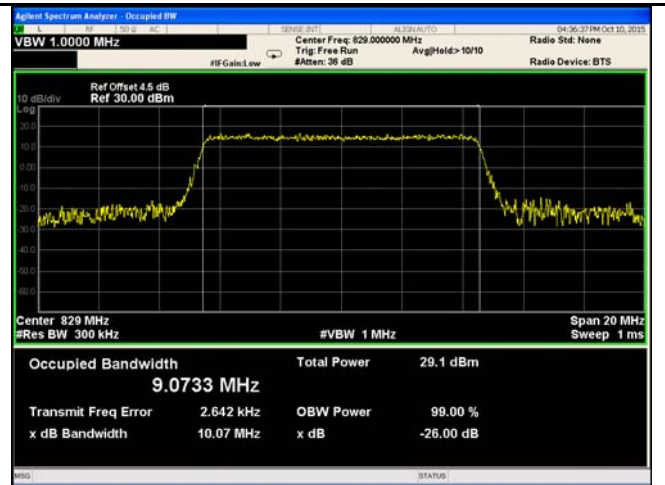 Agilent Spectrum Analyzer - Occupied BW
L RF 50 Ω AC SENSE:INT ALIGN AUTO 04:36:37 PM Oct 10, 2015
VBW 1.0000 MHz Center Freq: 829.000000 MHz Radio Std: None
Trig: Free Run Avg|Hold:>10/10
#IFGain:Low #Atten: 36 dB Radio Device: BTS
Ref Offset 4.5 dB
10 dB/div Ref 30.00 dBm
Log
20.0
10.0
0.00
-10.0
-20.0
-30.0
-40.0
-50.0
-60.0
Center 829 MHz Span 20 MHz
#Res BW 300 kHz #VBW 1 MHz Sweep 1 ms
Occupied Bandwidth Total Power 29.1 dBm
9.0733 MHz
Transmit Freq Error 2.642 kHz OBW Power 99.00 %
x dB Bandwidth 10.07 MHz x dB -26.00 dB
MSG STATUS